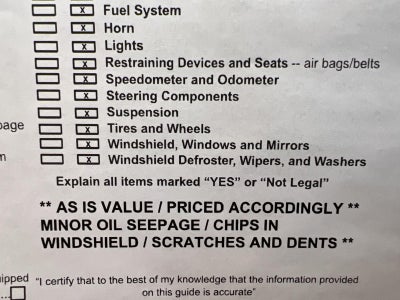 Fuel System
X
Horn
X
Lights
X
Restraining Devices and Seats -- air bags/belts
X
Speedometer and Odometer
X
Steering Components
X
Suspension
X
Tires and Wheels
X
Windshield, Windows and Mirrors
X
Windshield Defroster, Wipers, and Washers
X
Explain all items marked “YES” or “Not Legal”
** AS IS VALUE / PRICED ACCORDINGLY **
MINOR OIL SEEPAGE / CHIPS IN
WINDSHIELD / SCRATCHES AND DENTS **
“I certify that to the best of my knowledge that the information provided
on this guide is accurate”